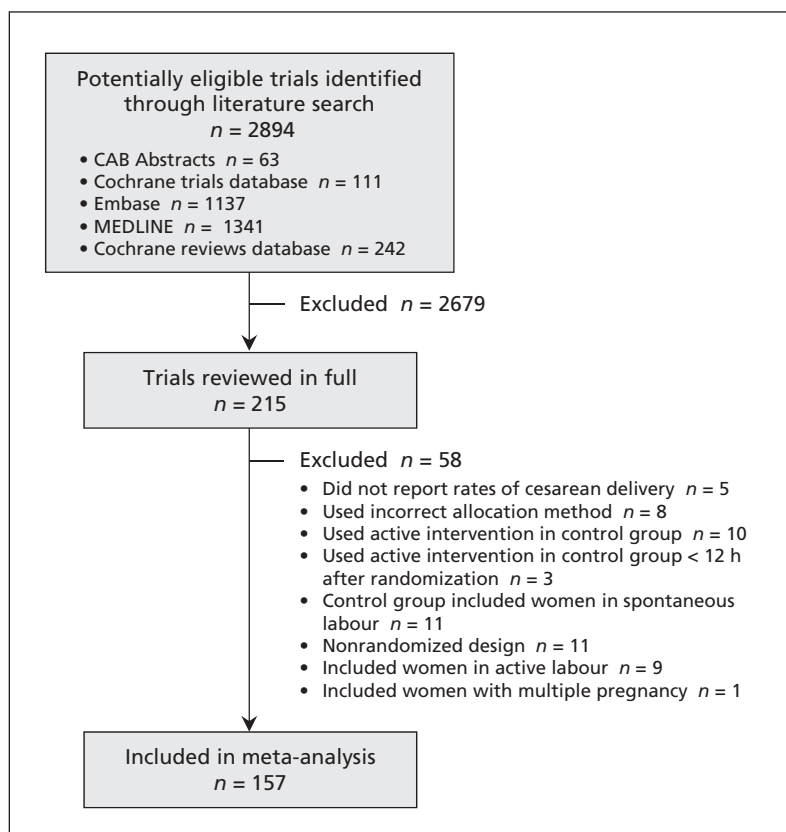 Potentially eligible trials identified
through literature search
n = 2894
• CAB Abstracts n = 63
• Cochrane trials database n = 111
• Embase n = 1137
• MEDLINE n = 1341
• Cochrane reviews database n = 242
Excluded n = 2679
Trials reviewed in full
n = 215
Excluded n = 58
• Did not report rates of cesarean delivery n = 5
• Used incorrect allocation method n = 8
• Used active intervention in control group n = 10
• Used active intervention in control group < 12 h
after randomization n = 3
• Control group included women in spontaneous
labour n = 11
• Nonrandomized design n = 11
• Included women in active labour n = 9
• Included women with multiple pregnancy n = 1
Included in meta-analysis
n = 157